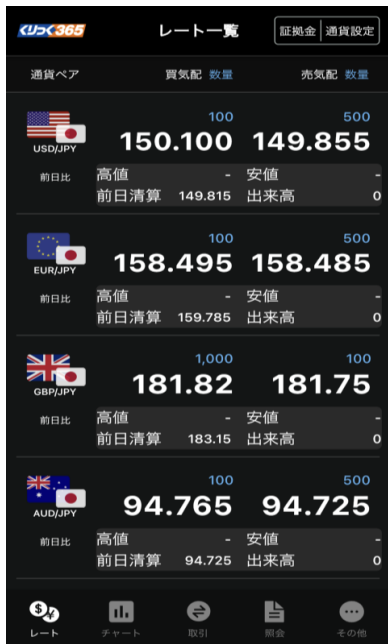 くりっく365 レート一覧 証拠金 通貨設定
通貨ペア 買気配 数量 売気配 数量
100 500
USD/JPY 150.100 149.855
前日比 高値 - 安値 -
前日清算 149.815 出来高 0
100 500
EUR/JPY 158.495 158.485
前日比 高値 - 安値 -
前日清算 159.785 出来高 0
1,000 100
GBP/JPY 181.82 181.75
前日比 高値 - 安値 -
前日清算 183.15 出来高 0
100 500
AUD/JPY 94.765 94.725
前日比 高値 - 安値 -
前日清算 94.725 出来高 0
$ ¥
レート チャート 取引 照会 その他